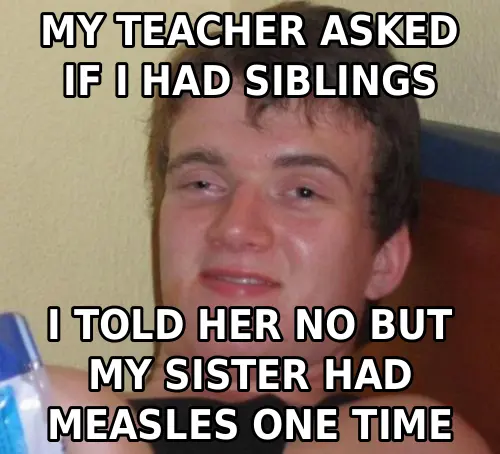 MY TEACHER ASKED
IF I HAD SIBLINGS
I TOLD HER NO BUT
MY SISTER HAD
MEASLES ONE TIME